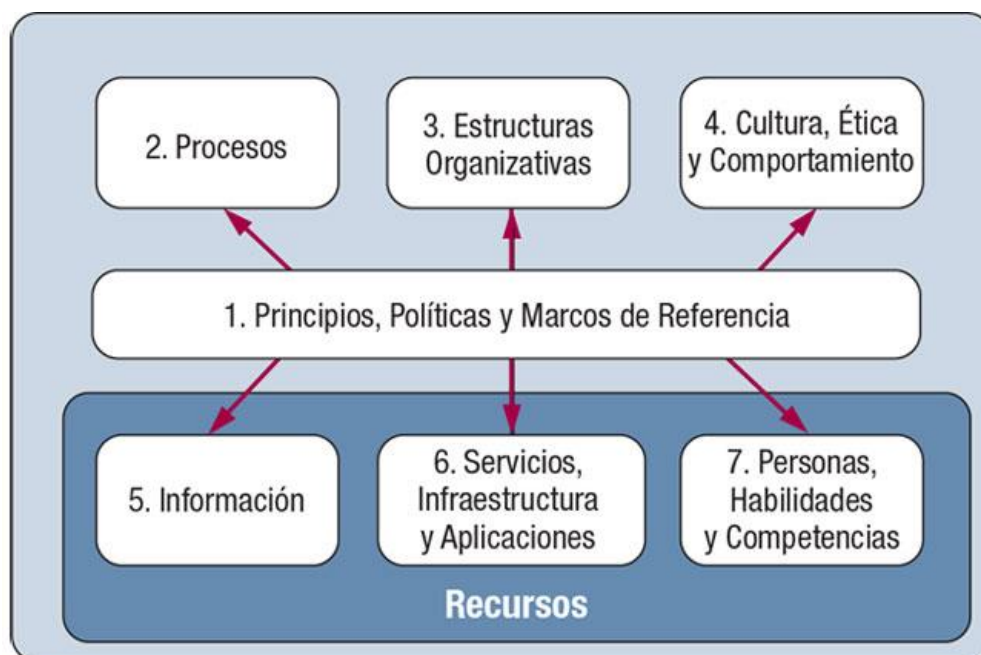 2. Procesos
3. Estructuras
Organizativas
4. Cultura, Ética
y Comportamiento
1. Principios, Políticas y Marcos de Referencia
5. Información
6. Servicios,
Infraestructura
y Aplicaciones
7. Personas,
Habilidades
y Competencias
Recursos